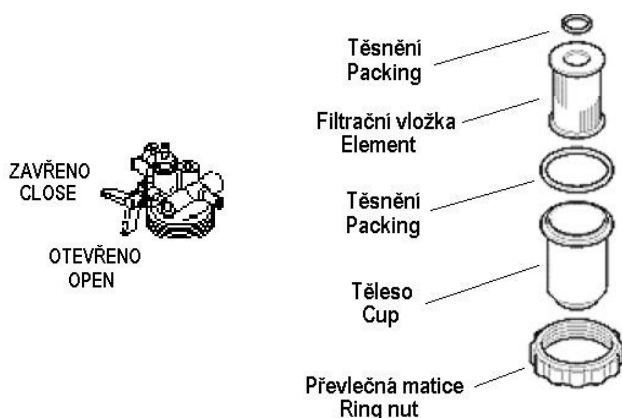 ZAVŘENO
CLOSE
OTEVŘENO
OPEN
Těsnění
Packing
Filtrační vložka
Element
Těsnění
Packing
Těleso
Cup
Převlečná matice
Ring nut